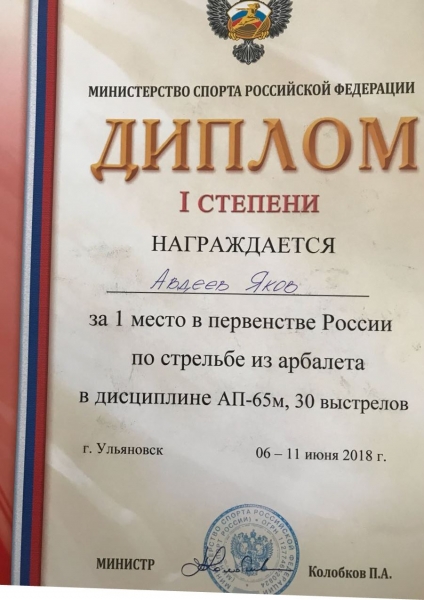 МИНИСТЕРСТВО СПОРТА РОССИЙСКОЙ ФЕДЕРАЦИИ
ДИПЛОМ
I СТЕПЕНИ
НАГРАЖДАЕТСЯ
Авдеев Яков
за 1 место в первенстве России
по стрельбе из арбалета
в дисциплине АП-65м, 30 выстрелов
г. Ульяновск 06 – 11 июня 2018 г.
МИНИСТР Колобков П.А.